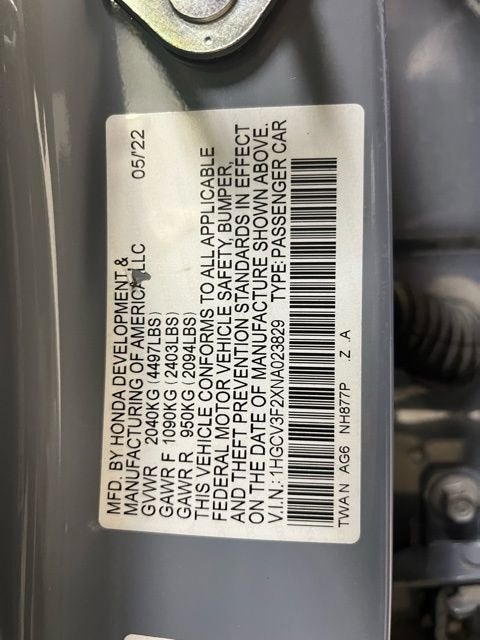 MFD. BY HONDA DEVELOPMENT &
MANUFACTURING OF AMERICA, LLC 05/'22
GVWR 2040KG (4497LBS)
GAWR F 1090KG (2403LBS)
GAWR R 950KG (2094LBS)
THIS VEHICLE CONFORMS TO ALL APPLICABLE
FEDERAL MOTOR VEHICLE SAFETY, BUMPER,
AND THEFT PREVENTION STANDARDS IN EFFECT
ON THE DATE OF MANUFACTURE SHOWN ABOVE.
V.I.N.: 1HGCV3F2XNA023829 TYPE: PASSENGER CAR
TWA N AG6 NH877P .Z .A